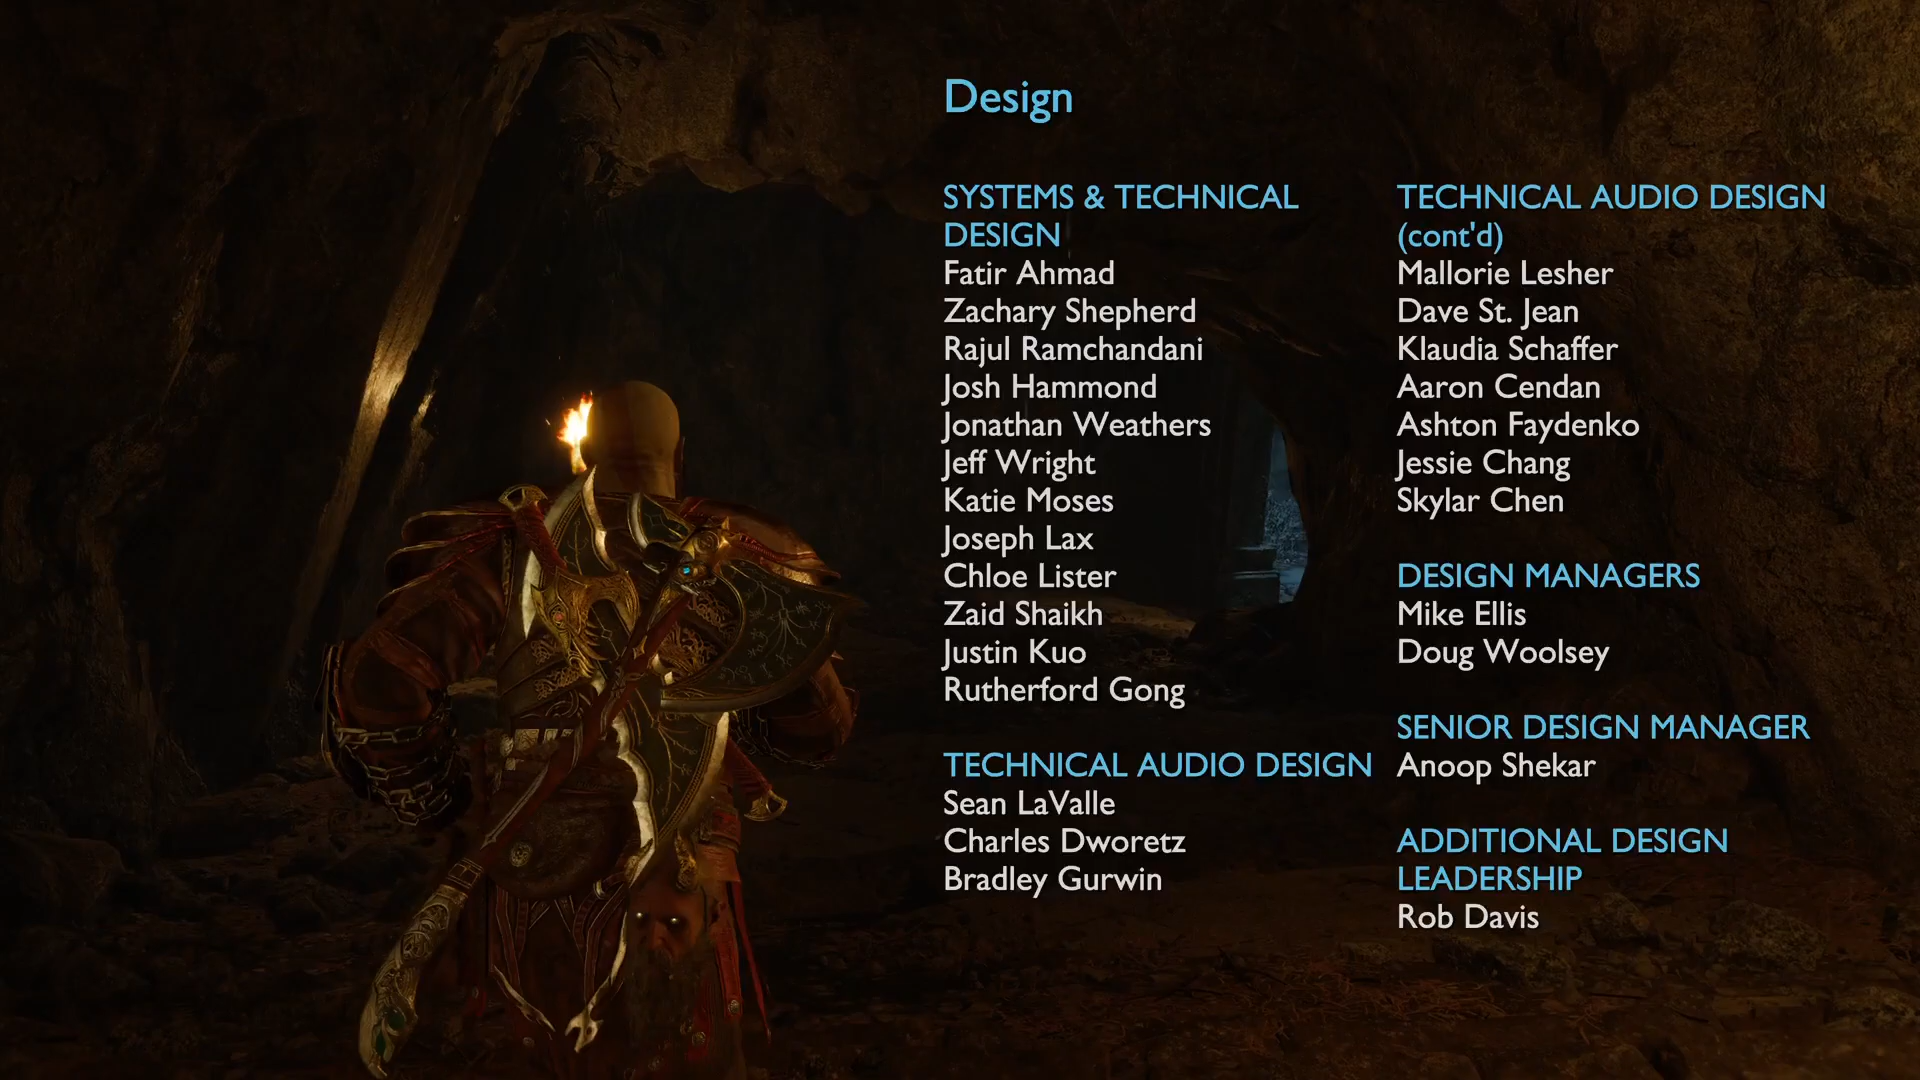 Design
SYSTEMS & TECHNICAL
DESIGN
Fatir Ahmad
Zachary Shepherd
Rajul Ramchandani
Josh Hammond
Jonathan Weathers
Jeff Wright
Katie Moses
Joseph Lax
Chloe Lister
Zaid Shaikh
Justin Kuo
Rutherford Gong
TECHNICAL AUDIO DESIGN
Sean LaValle
Charles Dworetz
Bradley Gurwin
TECHNICAL AUDIO DESIGN
(cont'd)
Mallorie Lesher
Dave St. Jean
Klaudia Schaffer
Aaron Cendan
Ashton Faydenko
Jessie Chang
Skylar Chen
DESIGN MANAGERS
Mike Ellis
Doug Woolsey
SENIOR DESIGN MANAGER
Anoop Shekar
ADDITIONAL DESIGN
LEADERSHIP
Rob Davis